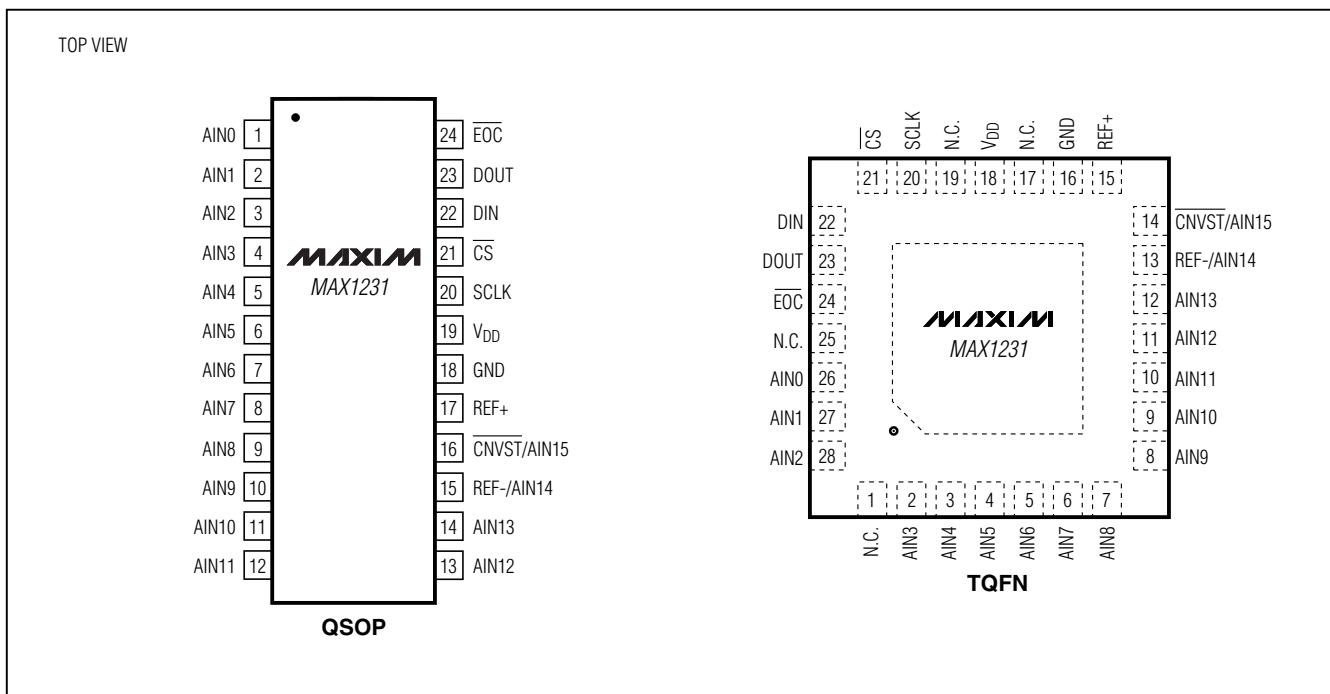 TOP VIEW
AIN0 1
AIN1 2
AIN2 3
AIN3 4
AIN4 5
AIN5 6
AIN6 7
AIN7 8
AIN8 9
AIN9 10
AIN10 11
AIN11 12
MAXIM
MAX1231
24 EOC
23 DOUT
22 DIN
21 CS
20 SCLK
19 VDD
18 GND
17 REF+
16 CNVST/AIN15
15 REF-/AIN14
14 AIN13
13 AIN12
QSOP
CS SCLK N.C. VDD N.C. GND REF+
21 20 19 18 17 16 15
DIN 22
DOUT 23
EOC 24
N.C. 25
AIN0 26
AIN1 27
AIN2 28
MAXIM
MAX1231
14 CNVST/AIN15
13 REF-/AIN14
12 AIN13
11 AIN12
10 AIN11
9 AIN10
8 AIN9
1 2 3 4 5 6 7
N.C. AIN3 AIN4 AIN5 AIN6 AIN7 AIN8
TQFN